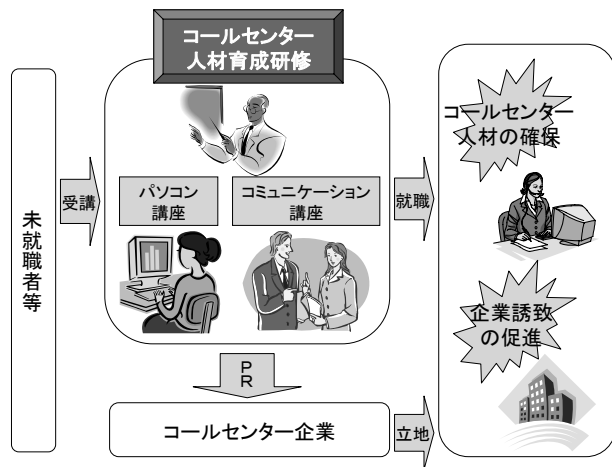 コールセンター
人材育成研修
未就職者等
受講
パソコン
講座
コミュニケーション
講座
就職
コールセンター
人材の確保
企業誘致
の促進
PR
コールセンター企業
立地